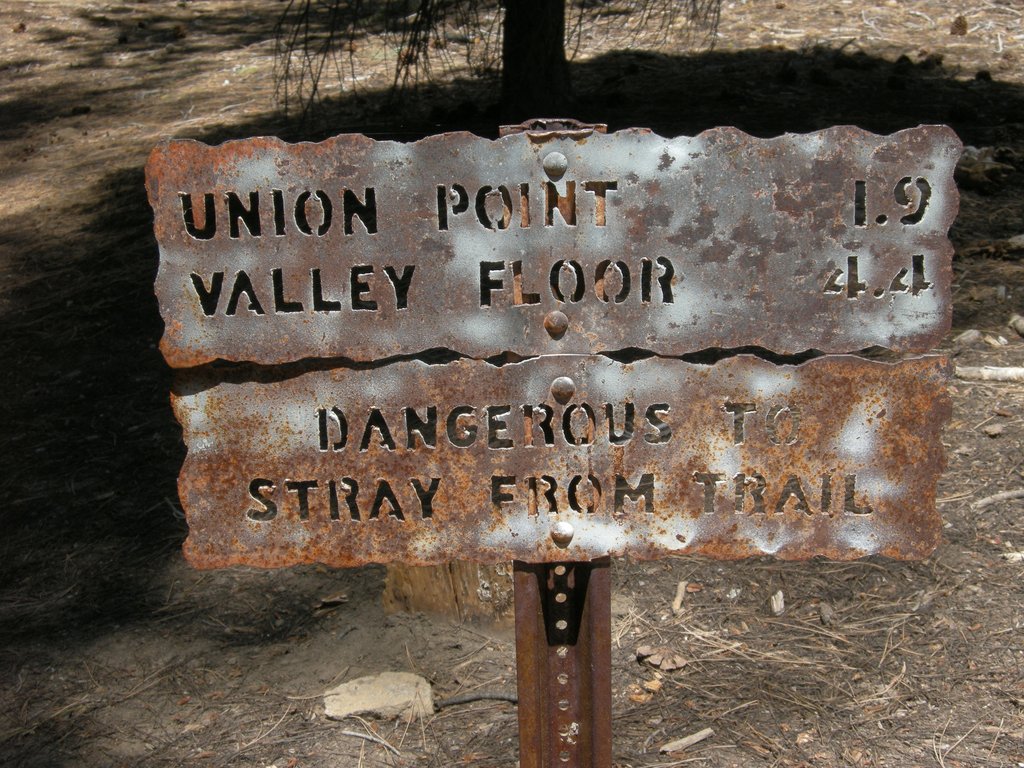 UNION POINT 1.9
VALLEY FLOOR 4.4
DANGEROUS TO
STRAY FROM TRAIL